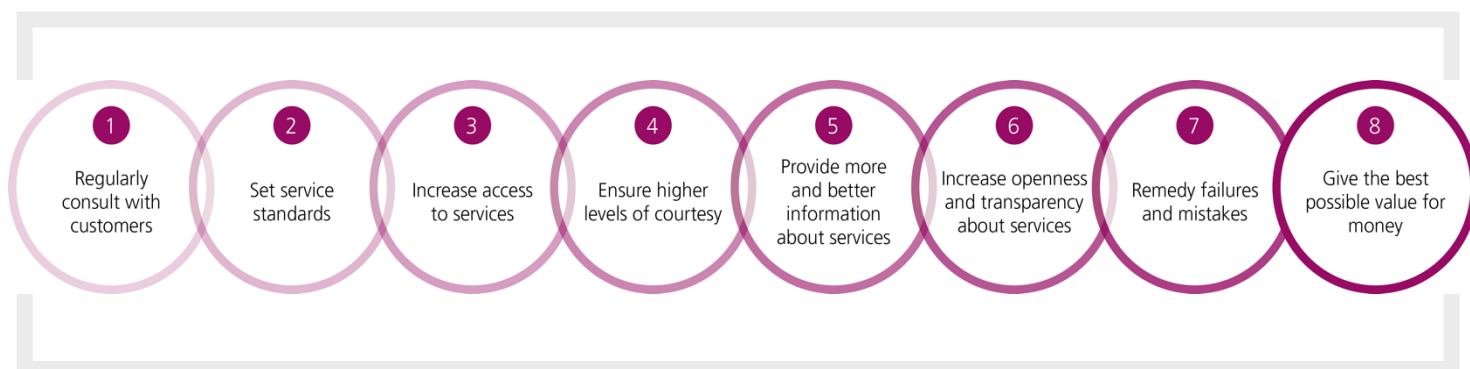 1
Regularly
consult with
customers
2
Set service
standards
3
Increase access
to services
4
Ensure higher
levels of courtesy
5
Provide more
and better
information
about services
6
Increase openness
and transparency
about services
7
Remedy failures
and mistakes
8
Give the best
possible value for
money